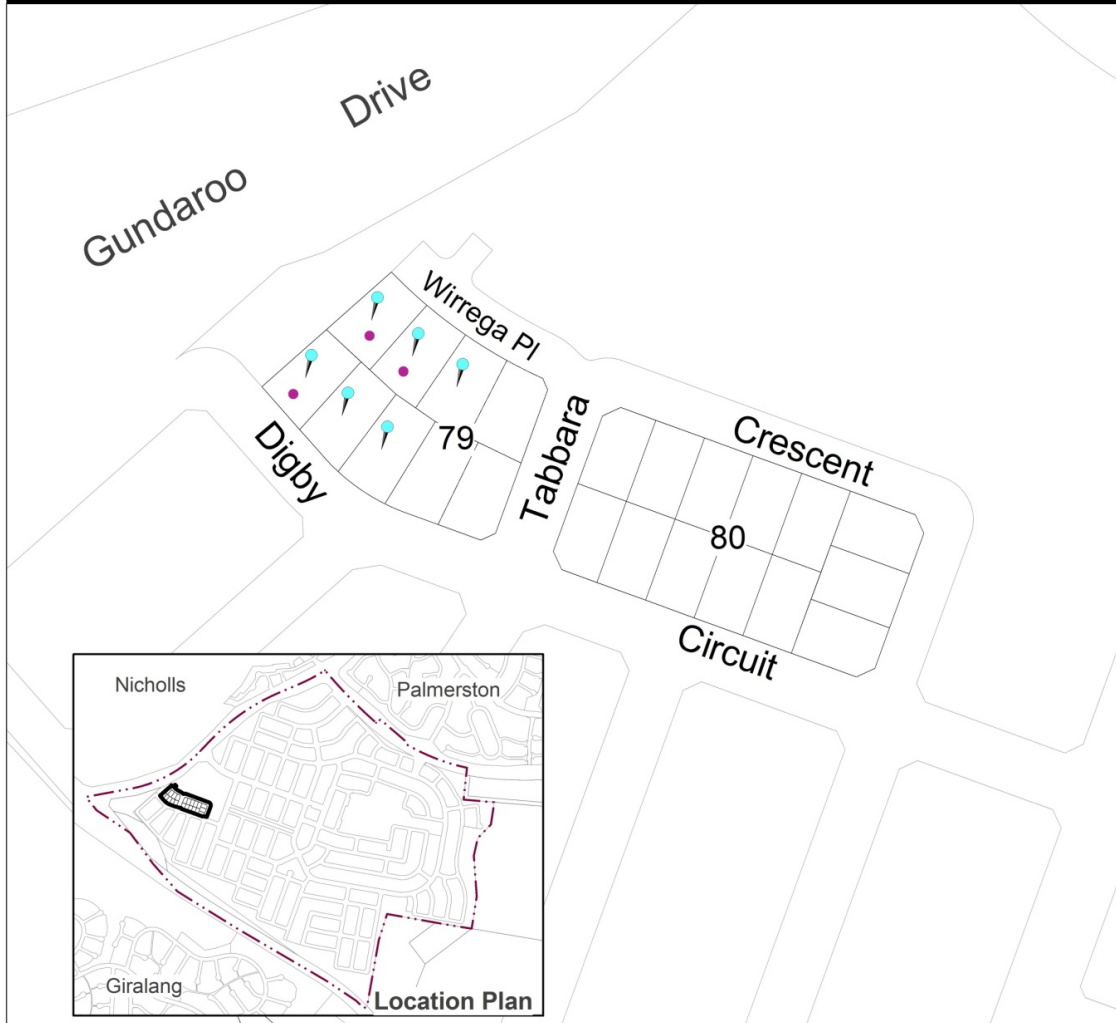 Drive
Gundaroo
Wirrega Pl
79
Digby
Tabbara
Crescent
80
Circuit
Nicholls
Palmerston
Giralang
Location Plan